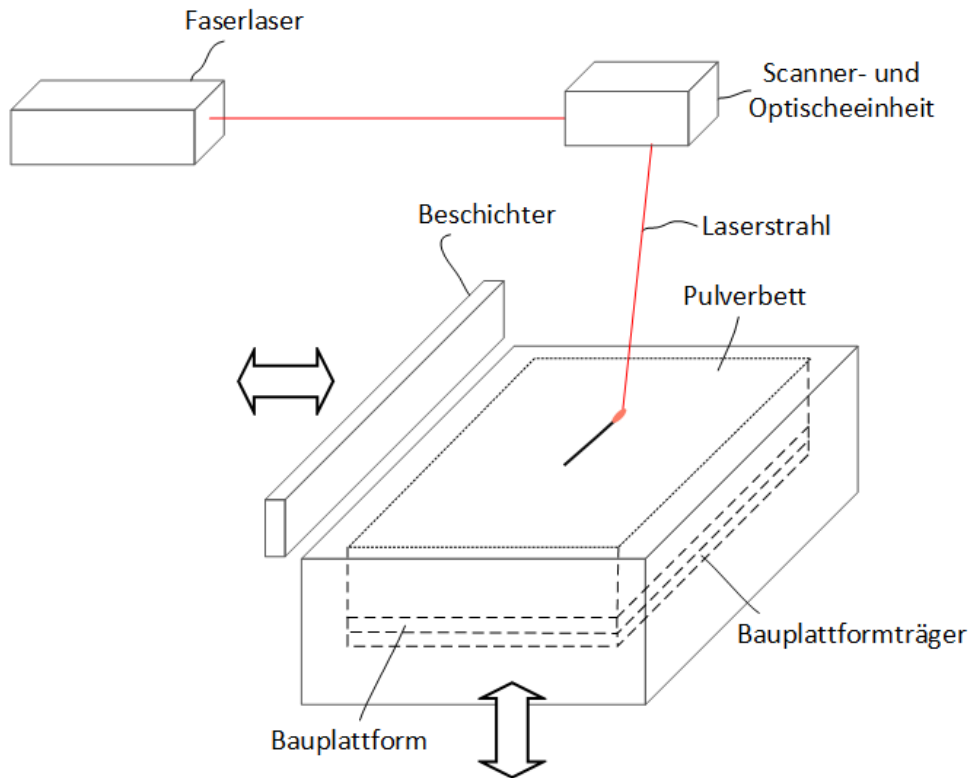 Faserlaser
Scanner- und
Optischeeinheit
Beschichter
Laserstrahl
Pulverbett
Bauplattformträger
Bauplattform